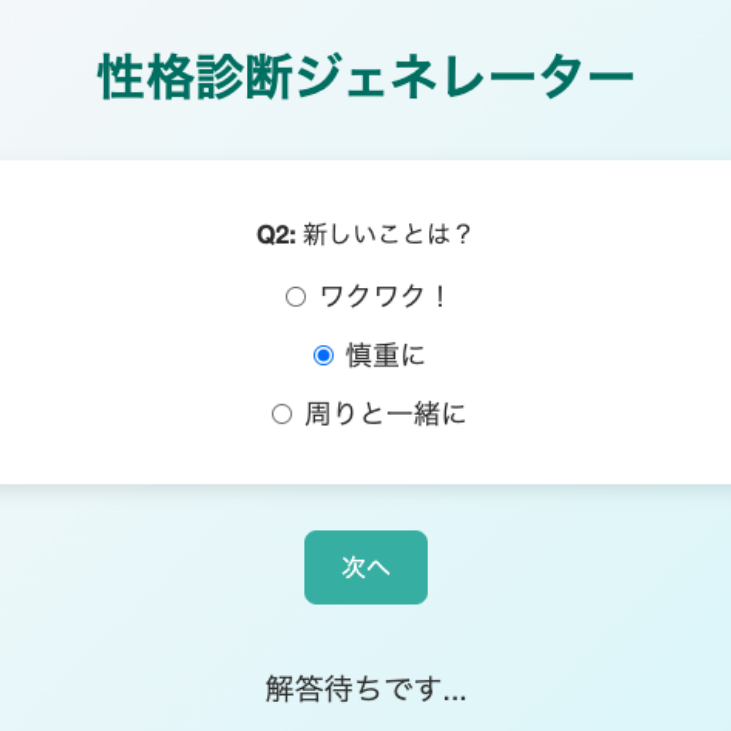 性格診断ジェネレーター
Q2: 新しいことは？
ワクワク！
慎重に
周りと一緒に
次へ
解答待ちです...